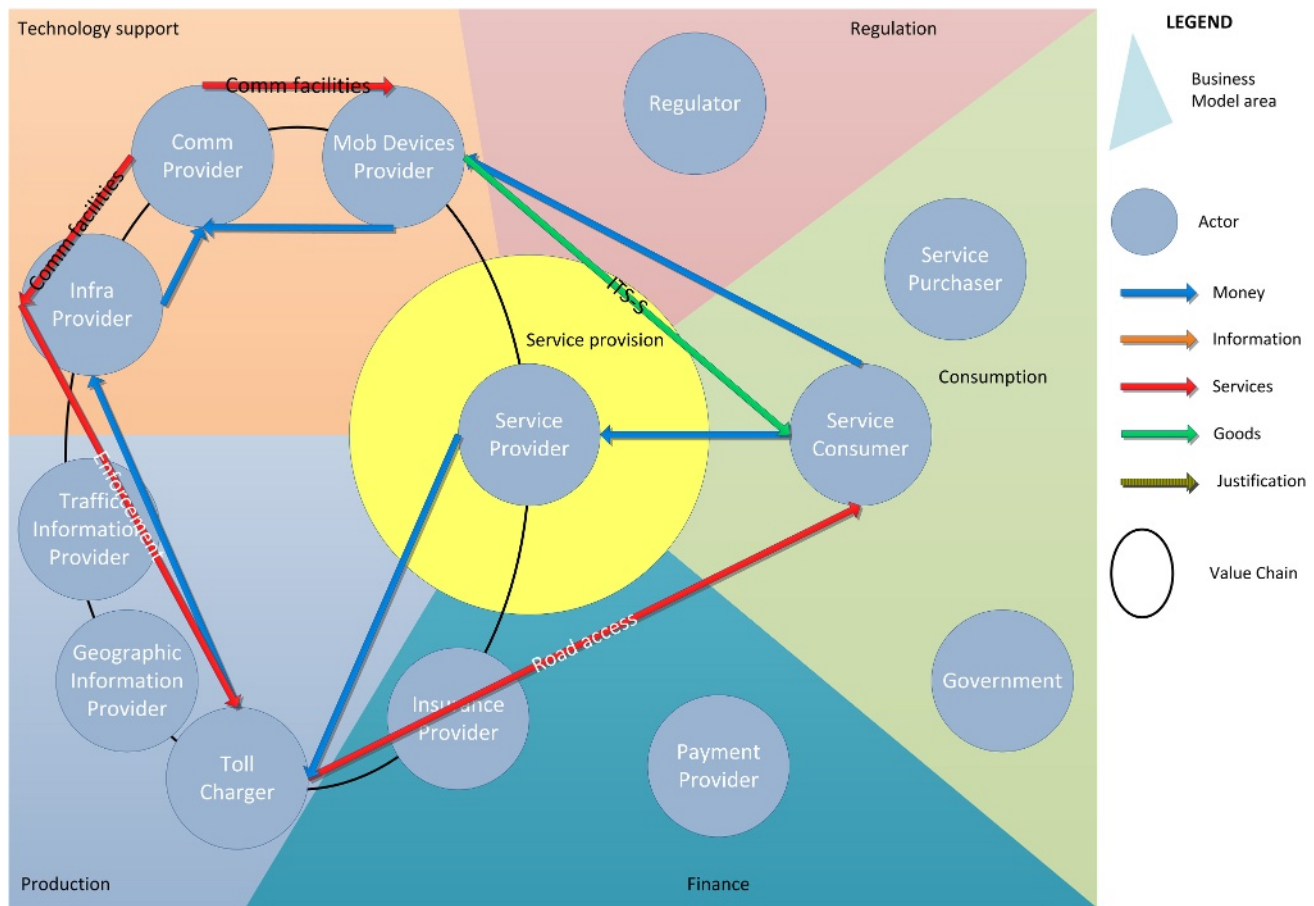 Technology support
Regulation
LEGEND
Business
Model area
Comm facilities
Regulator
Comm
Provider
Mob Devices
Provider
Comm facilities
Actor
Service
Purchaser
Infra
Provider
ITS-S
Money
Service provision
Information
Consumption
Services
Service
Provider
Service
Consumer
Goods
Justification
Enforcement
Traffic
Information
Provider
Value Chain
Road access
Geographic
Information
Provider
Government
Insurance
Provider
Toll
Charger
Payment
Provider
Production
Finance